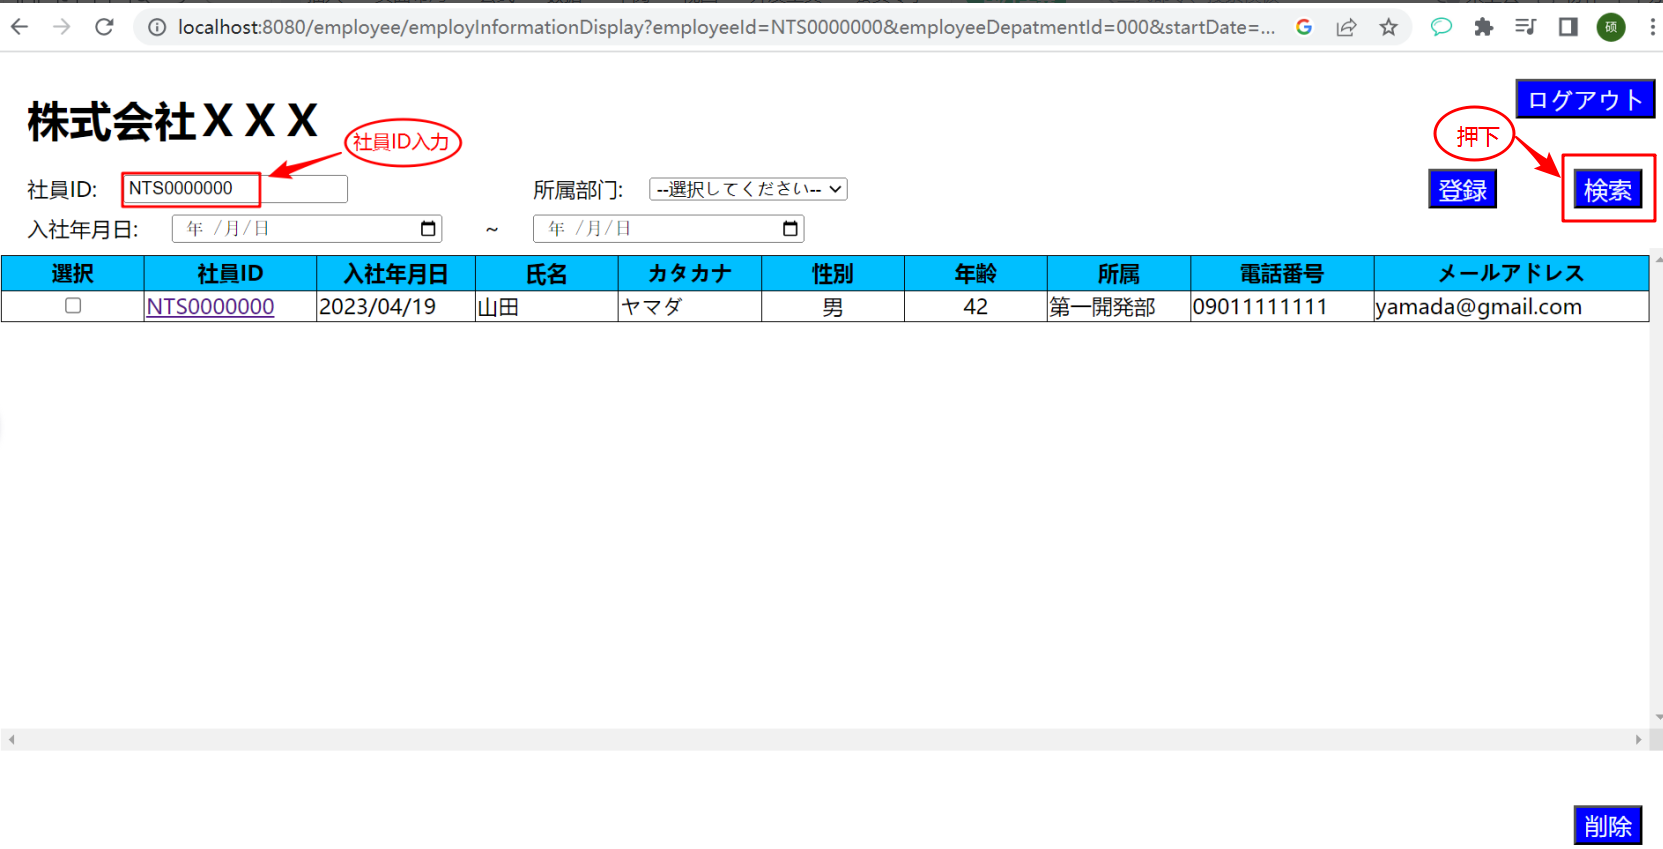 localhost:8080/employee/employInformationDisplay?employeeId=NTS0000000&employeeDepatmentId=000&startDate=...
硕
ログアウト
株式会社ＸＸＸ
社員ID入力
押下
社員ID: NTS0000000 所属部门: --選択してください-- 登録 検索
入社年月日: 年 /月/日 ~ 年 /月/日
選択 社員ID 入社年月日 氏名 カタカナ 性別 年齢 所属 電話番号 メールアドレス
NTS0000000 2023/04/19 山田 ヤマダ 男 42 第一開発部 09011111111 yamada@gmail.com
削除